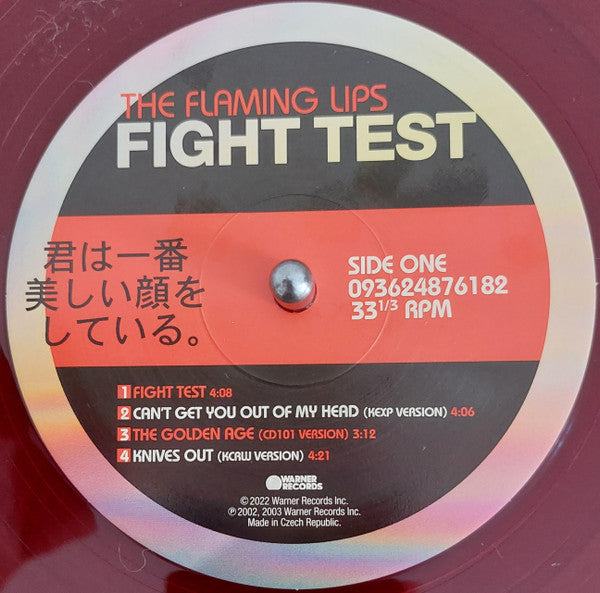 THE FLAMING LIPS
FIGHT TEST
君は一番
美しい顔を
している。
SIDE ONE
093624876182
33 1/3 RPM
1 FIGHT TEST 4:08
2 CAN'T GET YOU OUT OF MY HEAD (KEXP VERSION) 4:06
3 THE GOLDEN AGE (CD101 VERSION) 3:12
4 KNIVES OUT (KCRW VERSION) 4:21
WARNER
RECORDS
© 2022 Warner Records Inc.
℗ 2002, 2003 Warner Records Inc.
Made in Czech Republic.